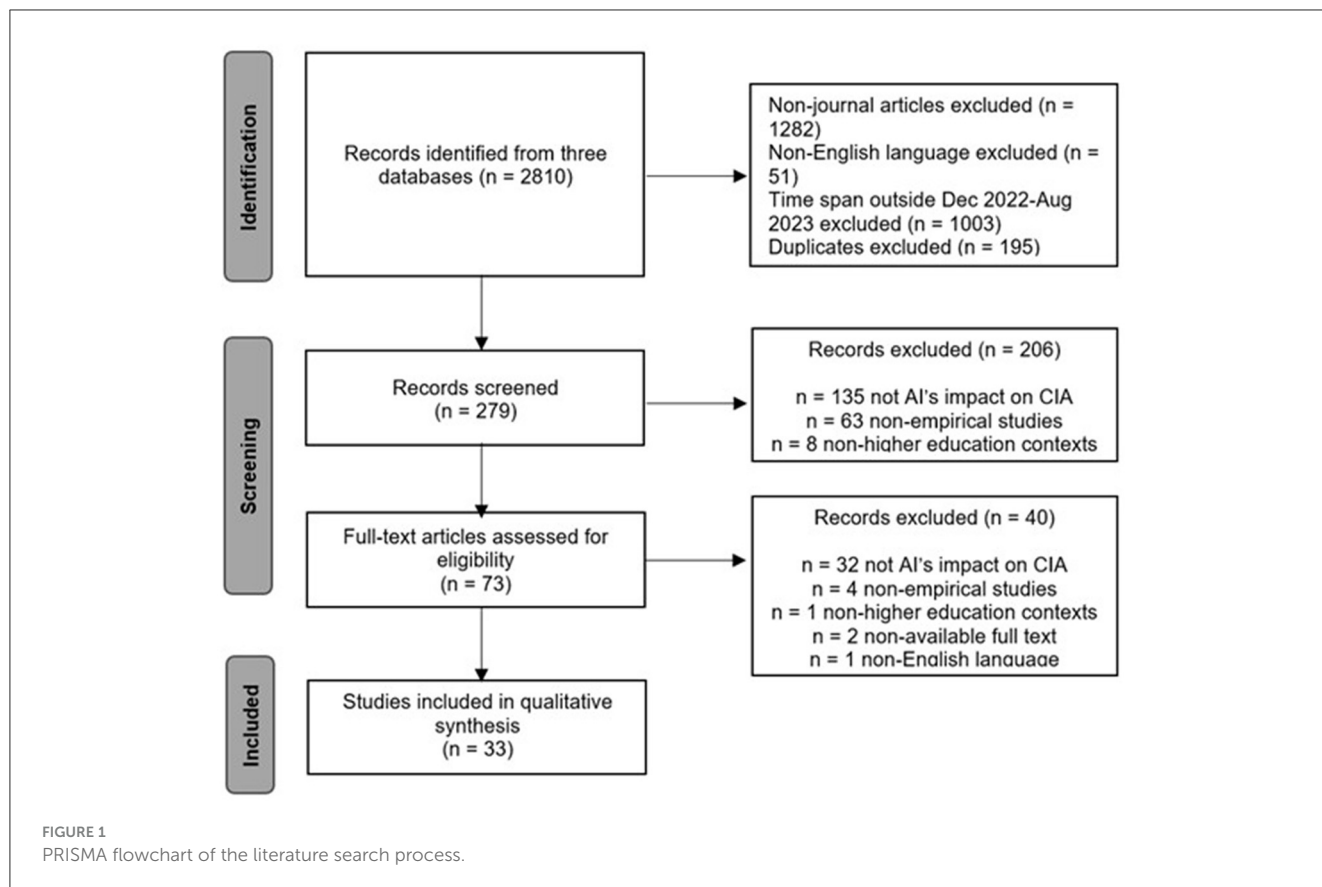 Identification
Records identified from three
databases (n = 2810)
Non-journal articles excluded (n =
1282)
Non-English language excluded (n =
51)
Time span outside Dec 2022-Aug
2023 excluded (n = 1003)
Duplicates excluded (n = 195)
Screening
Records screened
(n = 279)
Records excluded (n = 206)
n = 135 not AI's impact on CIA
n = 63 non-empirical studies
n = 8 non-higher education contexts
Full-text articles assessed for
eligibility
(n = 73)
Records excluded (n = 40)
n = 32 not AI's impact on CIA
n = 4 non-empirical studies
n = 1 non-higher education contexts
n = 2 non-available full text
n = 1 non-English language
Included
Studies included in qualitative
synthesis
(n = 33)
FIGURE 1
PRISMA flowchart of the literature search process.